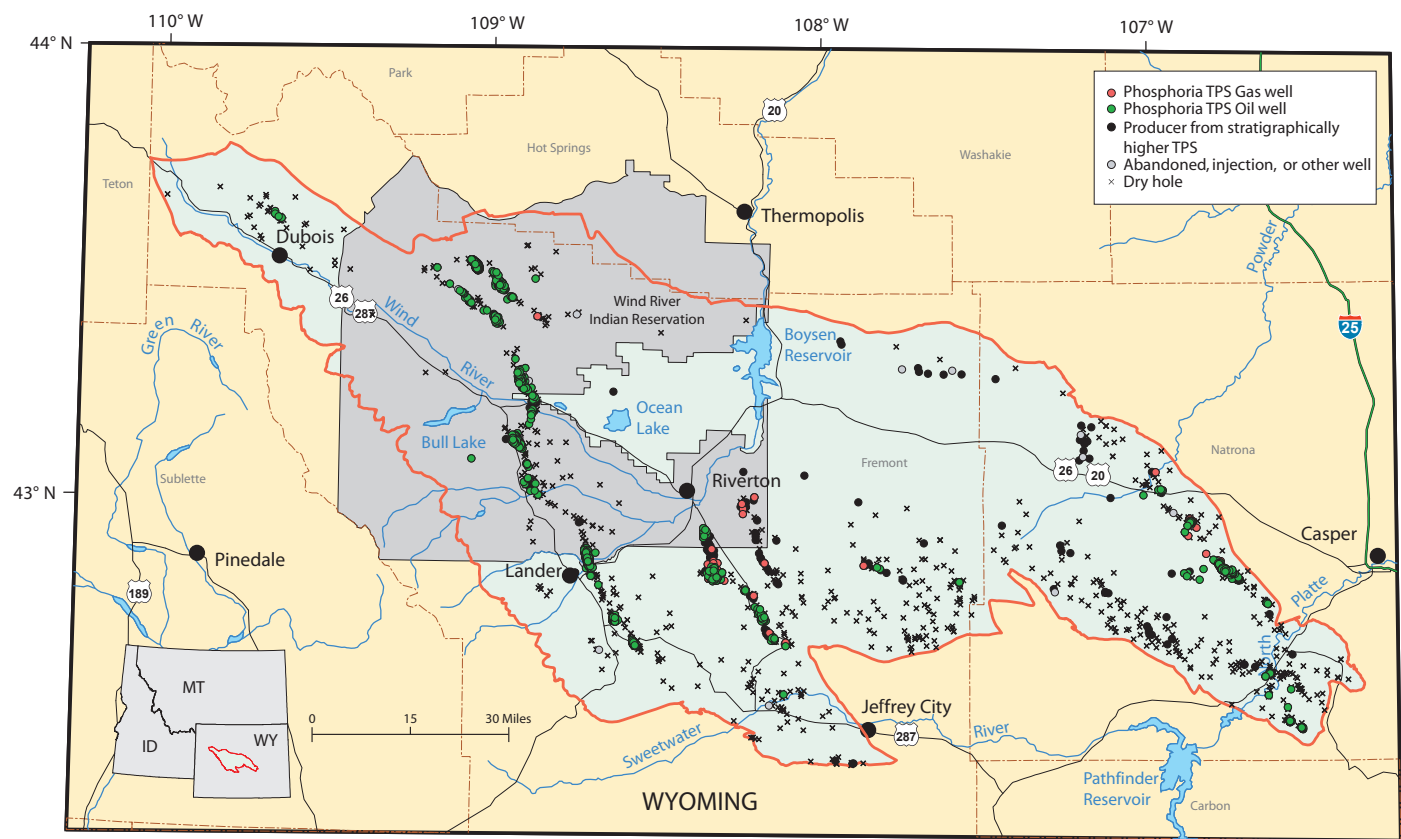 110° W
109° W
108° W
107° W
44° N
43° N
Phosphoria TPS Gas well
Phosphoria TPS Oil well
Producer from stratigraphically
higher TPS
Abandoned, injection, or other well
Dry hole
Park
Hot Springs
Washakie
Teton
20
Thermopolis
Powder
Dubois
26
287
Wind
River
Wind River
Indian Reservation
Boysen
Reservoir
25
Green River
Ocean
Lake
Bull Lake
Sublette
Fremont
Natrona
26
20
Riverton
Casper
Pinedale
Lander
189
Platte
North
MT
ID
WY
0 15 30 Miles
Jeffrey City
287
Sweetwater
River
Pathfinder
Reservoir
Carbon
WYOMING